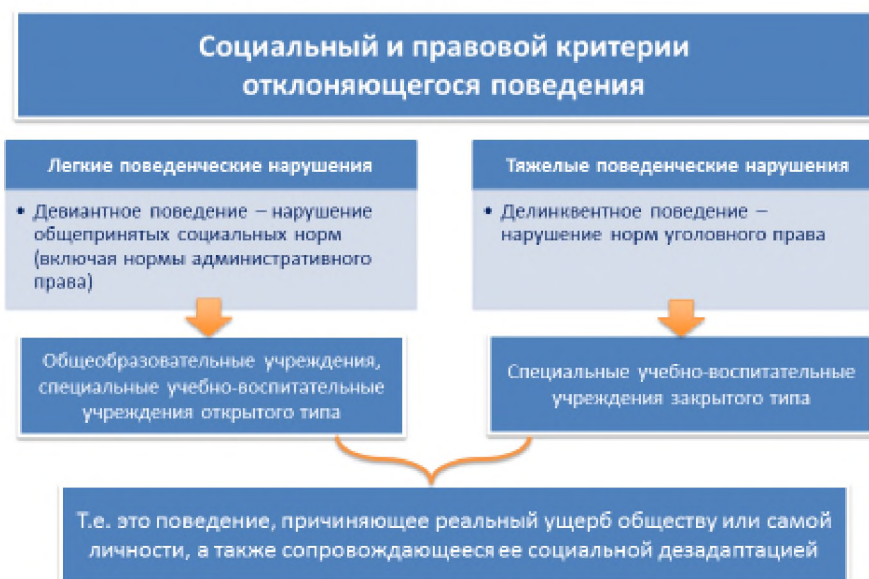 Социальный и правовой критерии
отклоняющегося поведения
Легкие поведенческие нарушения
• Девиантное поведение – нарушение
общепринятых социальных норм
(включая нормы административного
права)
Общеобразовательные учреждения,
специальные учебно-воспитательные
учреждения открытого типа
Тяжелые поведенческие нарушения
• Делинквентное поведение –
нарушение норм уголовного права
Специальные учебно-воспитательные
учреждения закрытого типа
Т.е. это поведение, причиняющее реальный ущерб обществу или самой
личности, а также сопровождающееся ее социальной дезадаптацией